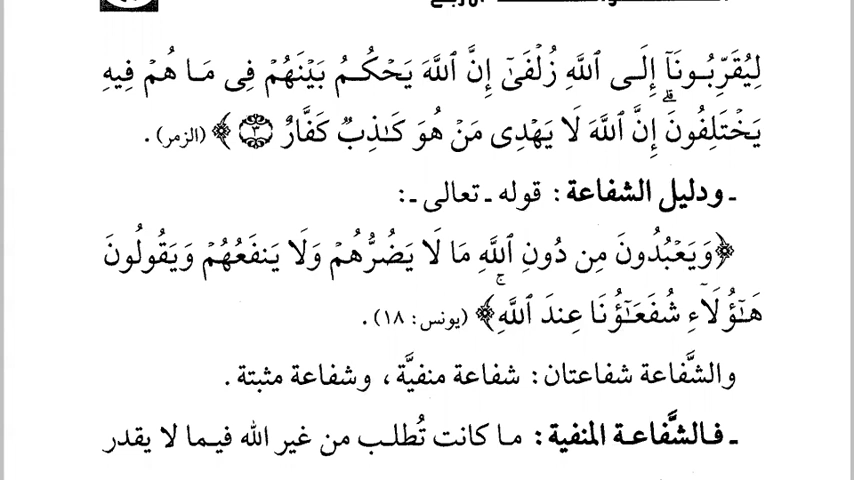 لِيُقَرِّبُونَآ إِلَى ٱللَّهِ زُلْفَىٰٓ إِنَّ ٱللَّهَ يَحْكُمُ بَيْنَهُمْ فِى مَا هُمْ فِيهِ
يَخْتَلِفُونَ ۗ إِنَّ ٱللَّهَ لَا يَهْدِى مَنْ هُوَ كَـٰذِبٌ كَفَّارٌ ٣ ﴾ (الزمر).
ـ ودليل الشفاعة: قوله ـ تعالى ـ:
﴿وَيَعْبُدُونَ مِن دُونِ ٱللَّهِ مَا لَا يَضُرُّهُمْ وَلَا يَنفَعُهُمْ وَيَقُولُونَ
هَـٰٓؤُلَآءِ شُفَعَـٰٓؤُنَا عِندَ ٱللَّهِ ۚ﴾ (يونس: ١٨).
والشَّفاعة شفاعتان: شفاعة منفيَّة، وشفاعة مثبتة.
ـ فالشَّفاعة المنفية: ما كانت تُطلب من غير الله فيما لا يقدر